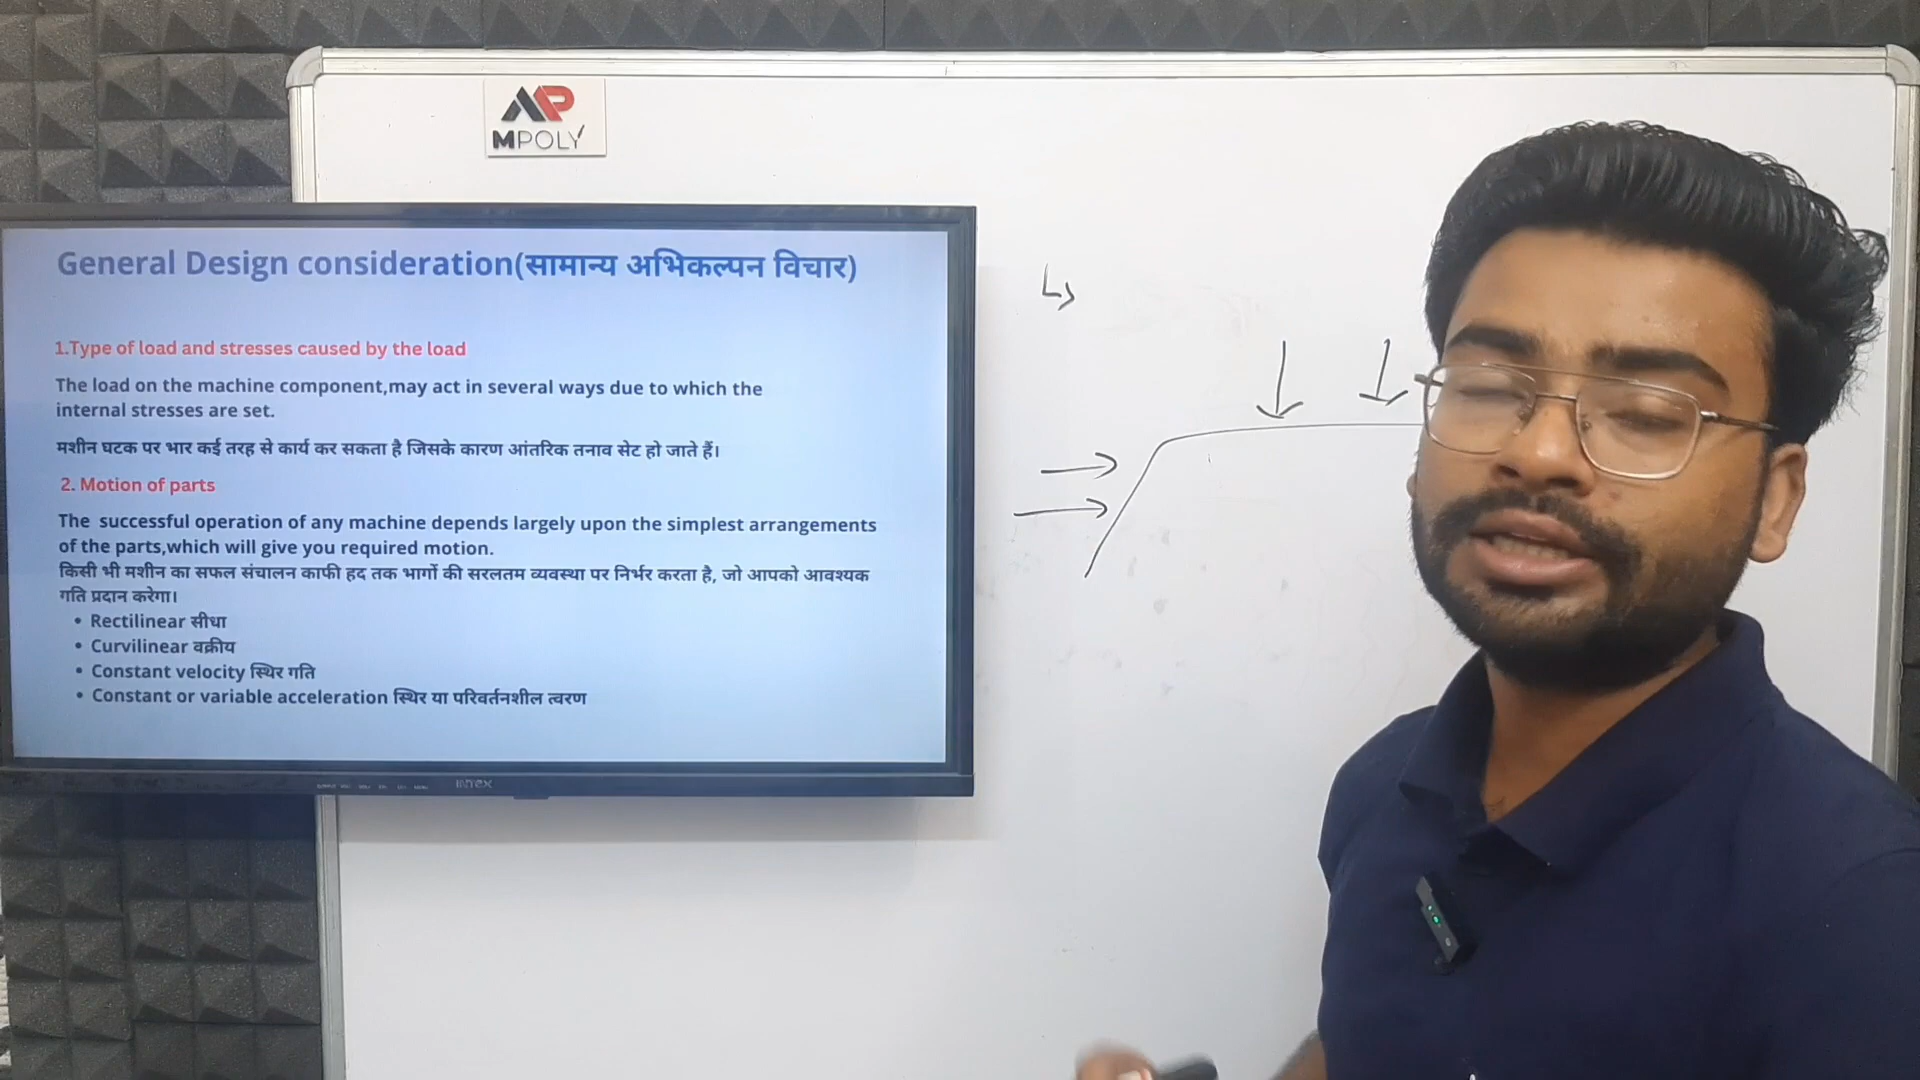 MP
MPOLY
General Design consideration(सामान्य अभिकल्पन विचार)
1.Type of load and stresses caused by the load
The load on the machine component,may act in several ways due to which the
internal stresses are set.
मशीन घटक पर भार कई तरह से कार्य कर सकता है जिसके कारण आंतरिक तनाव सेट हो जाते हैं।
2. Motion of parts
The successful operation of any machine depends largely upon the simplest arrangements
of the parts,which will give you required motion.
किसी भी मशीन का सफल संचालन काफी हद तक भागों की सरलतम व्यवस्था पर निर्भर करता है, जो आपको आवश्यक
गति प्रदान करेगा।
• Rectilinear सीधा
• Curvilinear वक्रीय
• Constant velocity स्थिर गति
• Constant or variable acceleration स्थिर या परिवर्तनशील त्वरण
INTEX